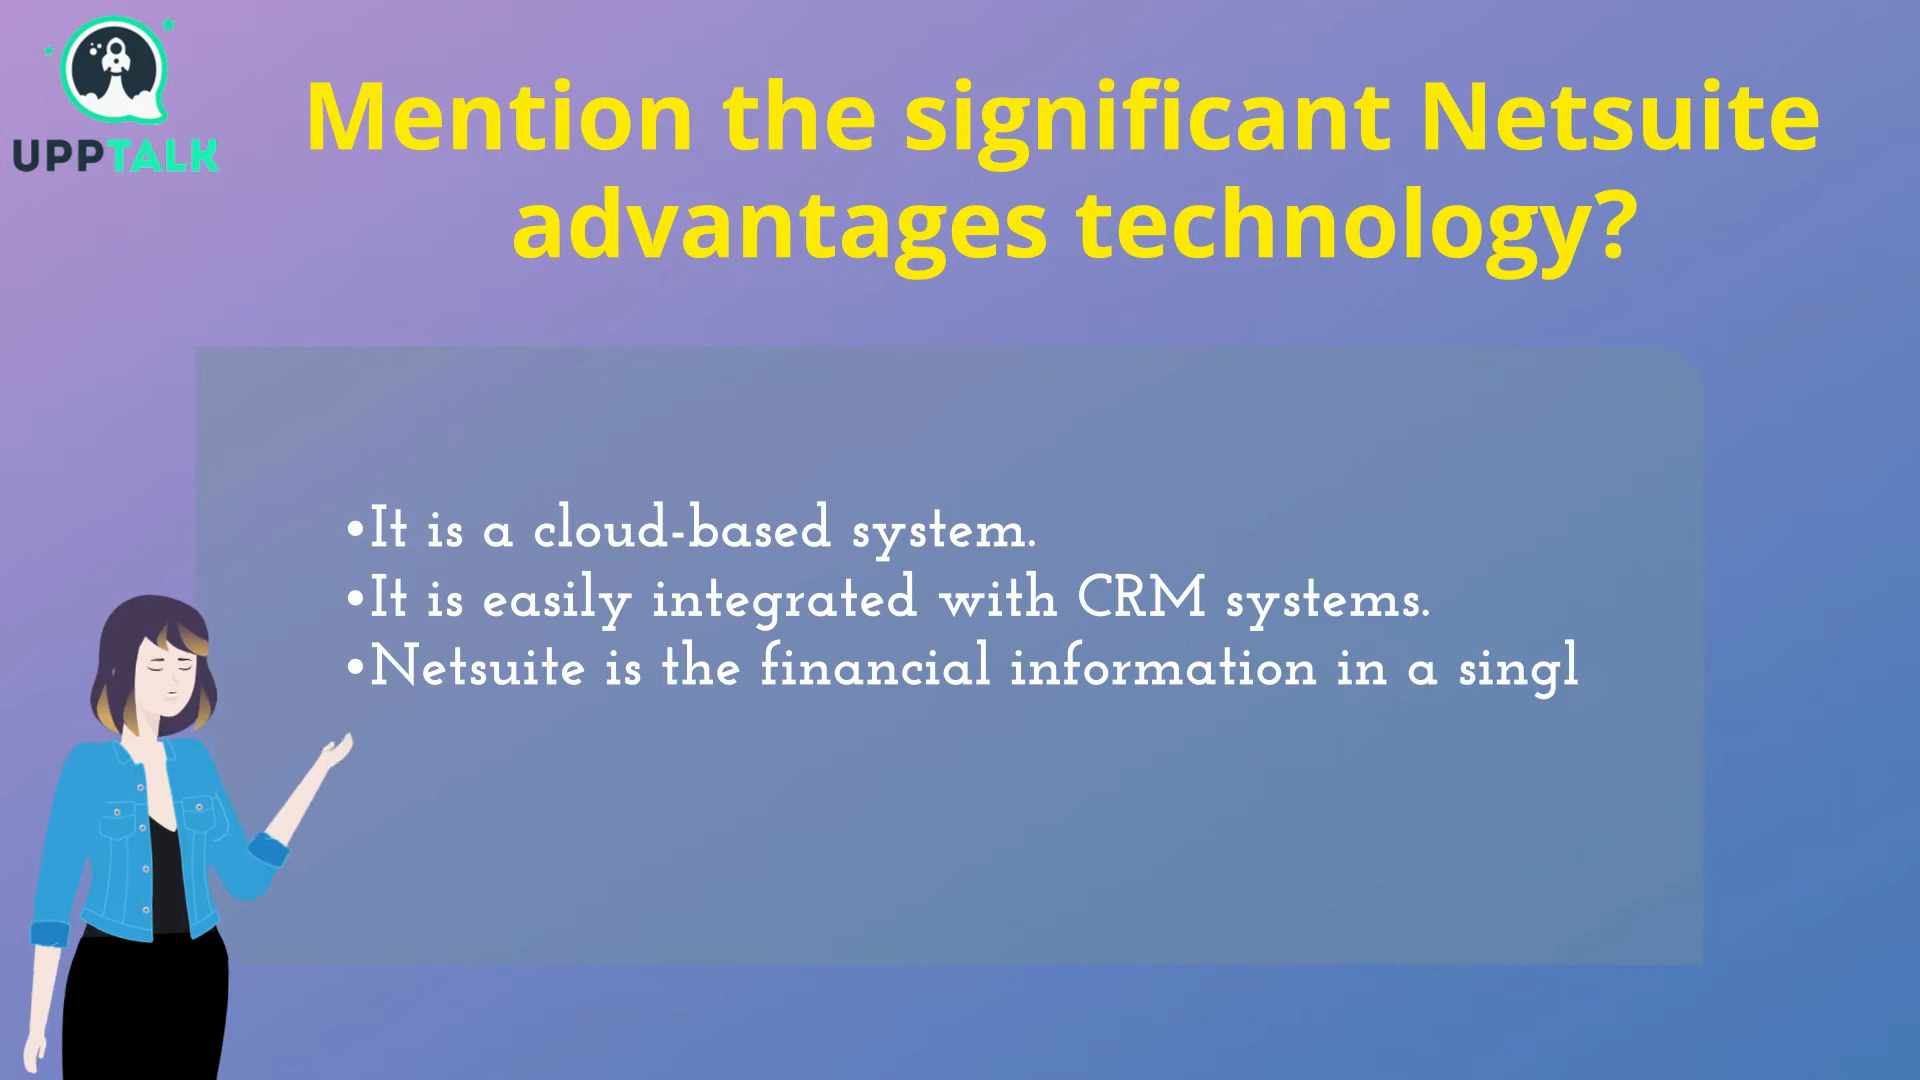 UPPTALK
Mention the significant Netsuite
advantages technology?
•It is a cloud-based system.
•It is easily integrated with CRM systems.
•Netsuite is the financial information in a singl